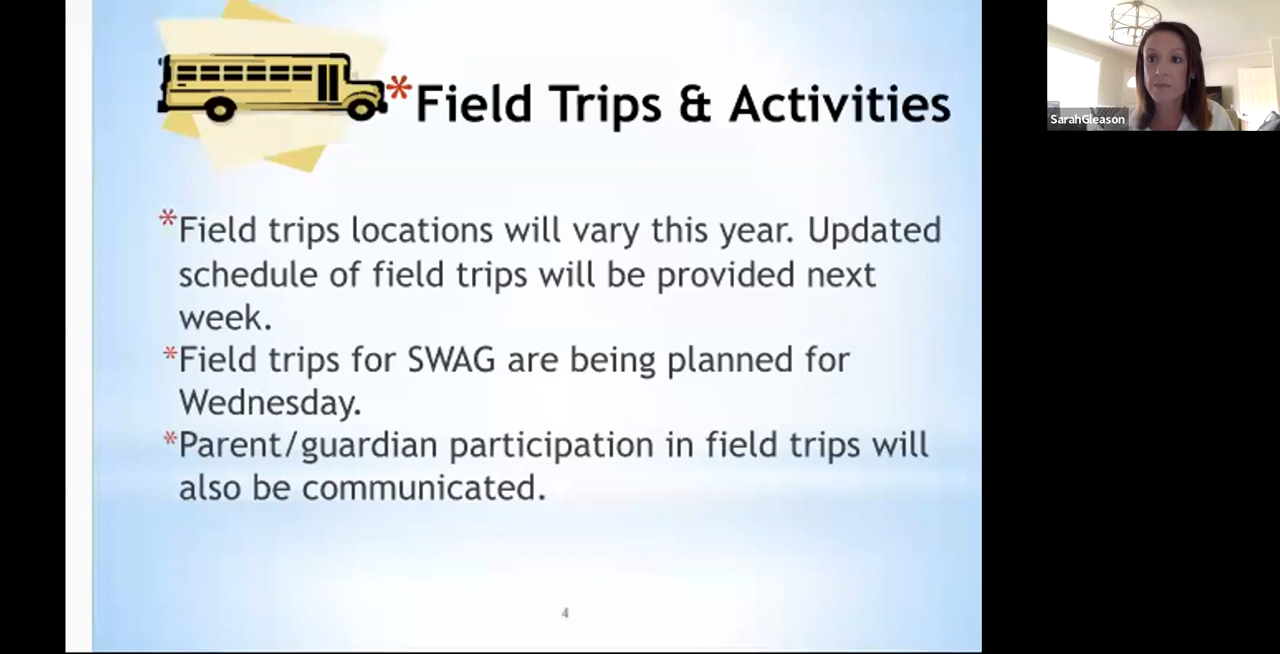 *Field Trips & Activities
*Field trips locations will vary this year. Updated
schedule of field trips will be provided next
week.
*Field trips for SWAG are being planned for
Wednesday.
*Parent/guardian participation in field trips will
also be communicated.
4
SarahGleason